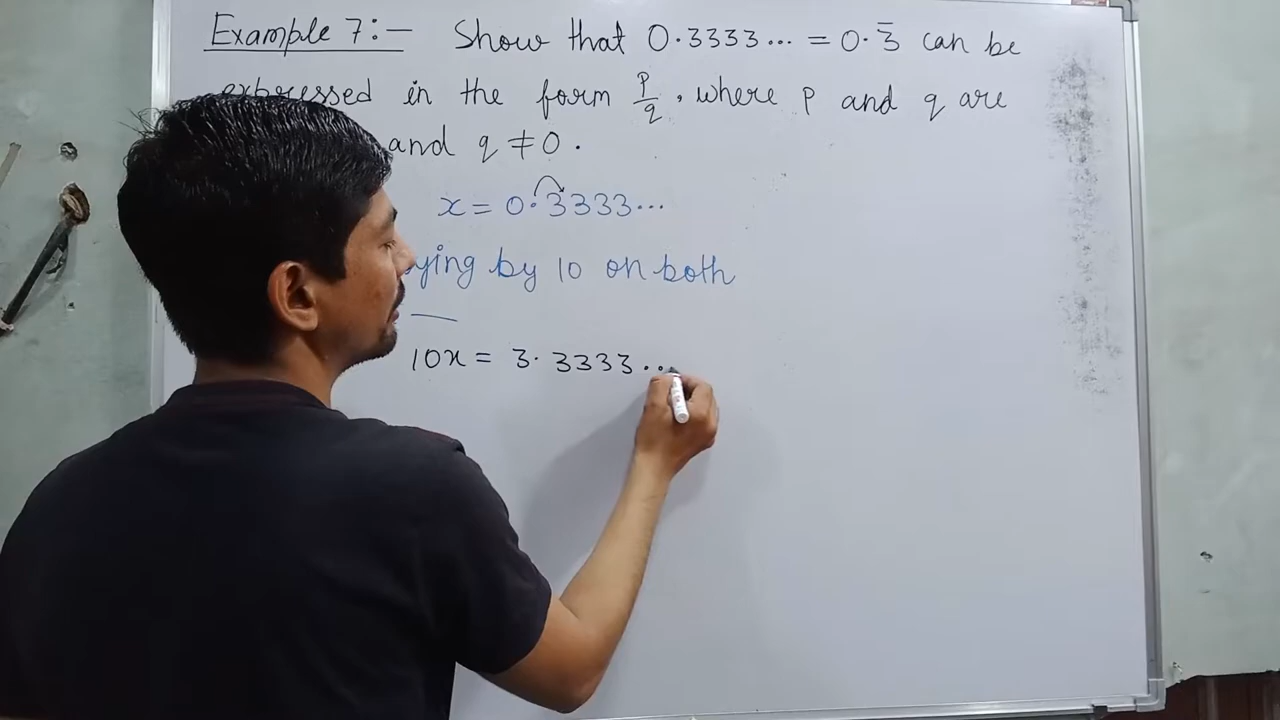 Example 7:- Show that 0.3333... = 0.3̅ can be
expressed in the form p/q, where p and q are
and q ≠ 0.
x = 0.3333...
by 10 on both
10x = 3.3333...